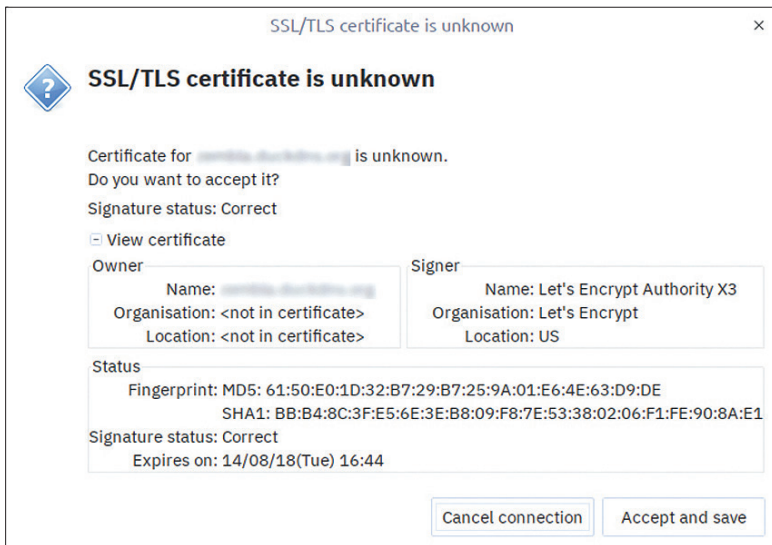 SSL/TLS certificate is unknown
SSL/TLS certificate is unknown
Certificate for is unknown.
Do you want to accept it?
Signature status: Correct
View certificate
Owner
Name:
Organisation: <not in certificate>
Location: <not in certificate>
Signer
Name: Let's Encrypt Authority X3
Organisation: Let's Encrypt
Location: US
Status
Fingerprint: MD5: 61:50:E0:1D:32:B7:29:B7:25:9A:01:E6:4E:63:D9:DE
SHA1: BB:B4:8C:3F:E5:6E:3E:B8:09:F8:7E:53:38:02:06:F1:FE:90:8A:E1
Signature status: Correct
Expires on: 14/08/18(Tue) 16:44
Cancel connection
Accept and save